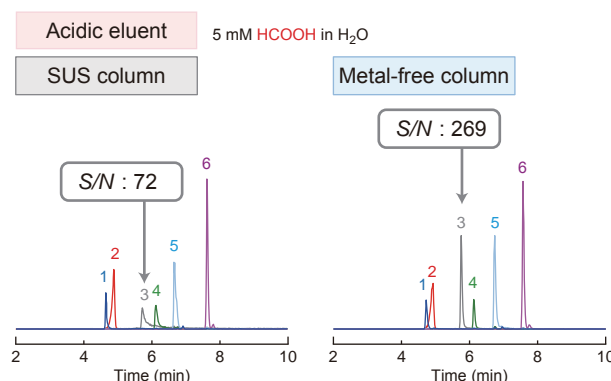 Acidic eluent
5 mM HCOOH in H₂O
SUS column
Metal-free column
S/N : 72
S/N : 269
1
2
3
4
5
6
1
2
3
4
5
6
2 4 6 8 10
Time (min)
2 4 6 8 10
Time (min)